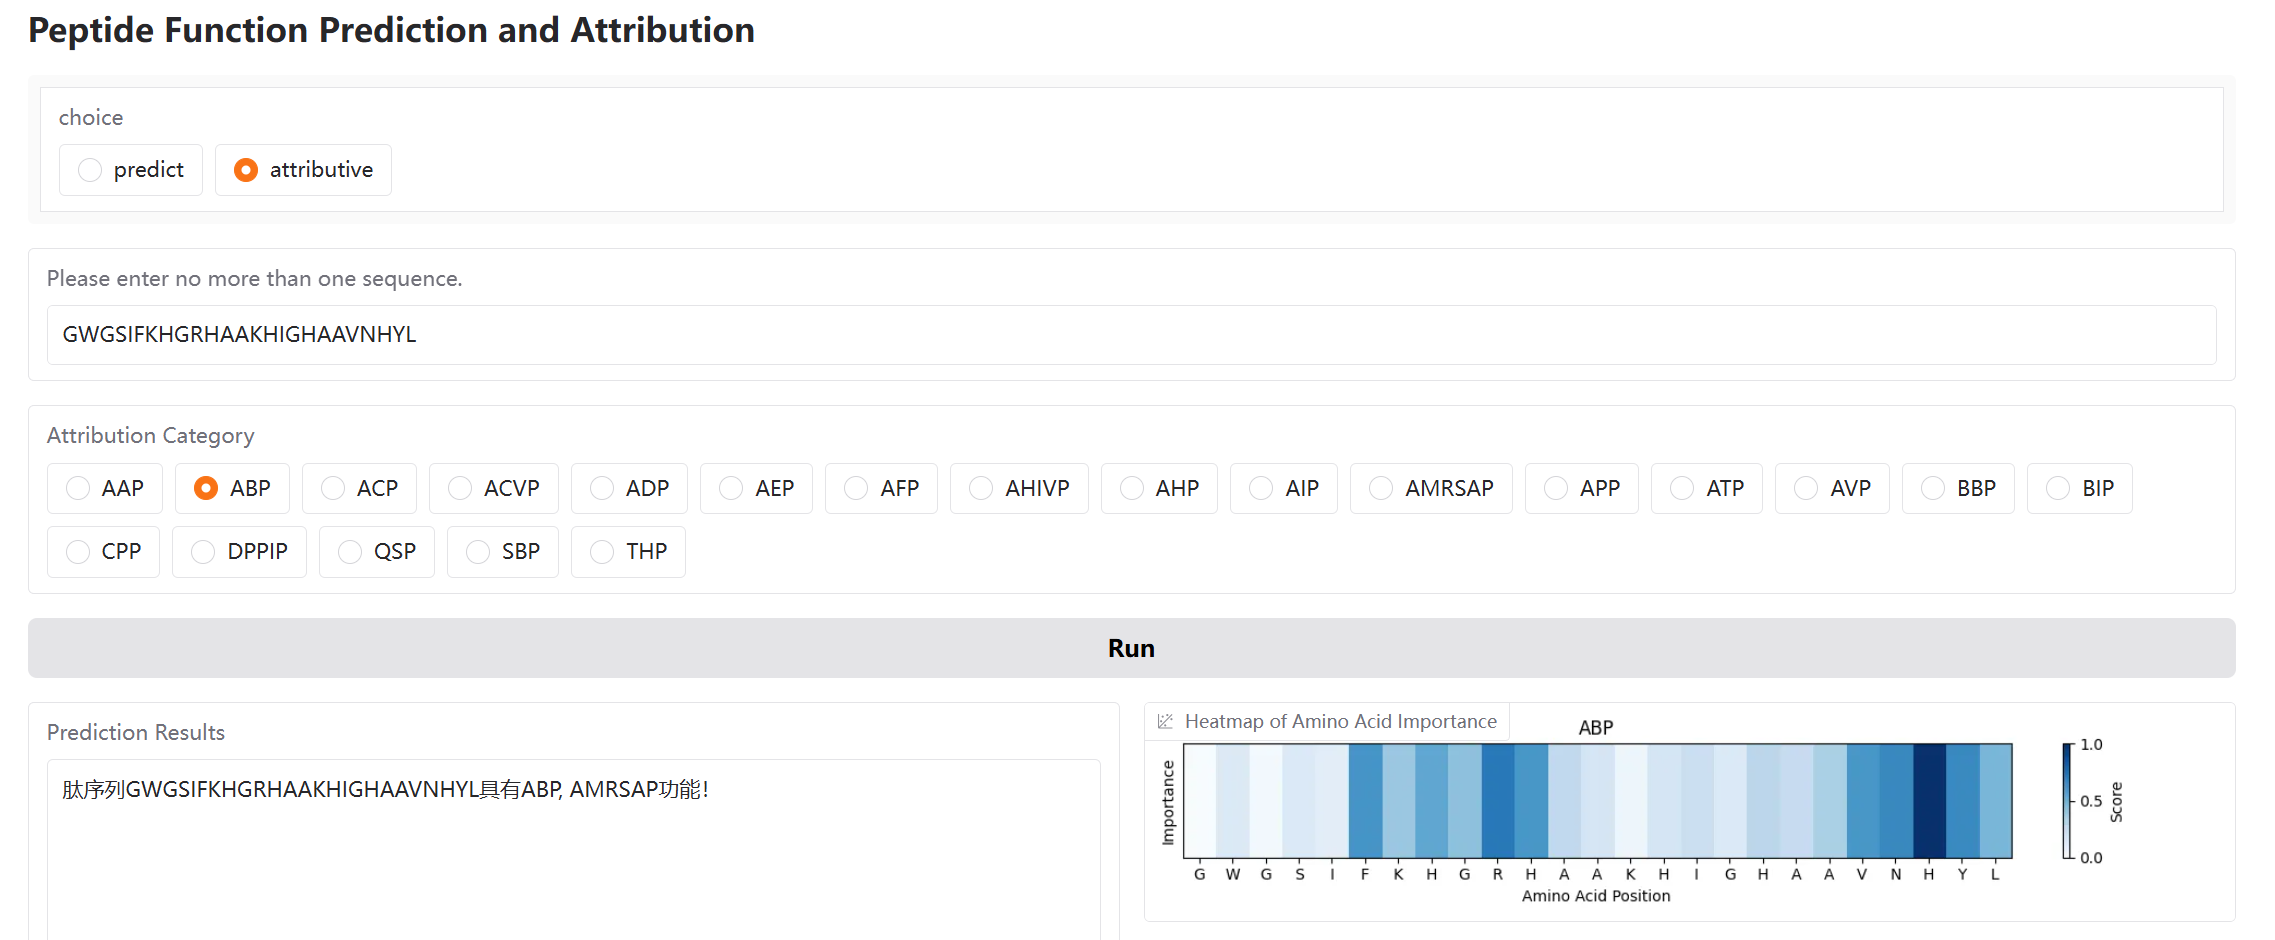 Peptide Function Prediction and Attribution
choice
predict attributive
Please enter no more than one sequence.
GWGSIFKHGRHAAKHIGHAAVNHYL
Attribution Category
AAP ABP ACP ACVP ADP AEP AFP AHIVP AHP AIP AMRSAP APP ATP AVP BBP BIP
CPP DPPIP QSP SBP THP
Run
Prediction Results
肽序列GWGSIFKHGRHAAKHIGHAAVNHYL具有ABP, AMRSAP功能!
Heatmap of Amino Acid Importance
ABP
Importance
G W G S I F K H G R H A A K H I G H A A V N H Y L
Amino Acid Position
1.0
0.5
0.0
Score